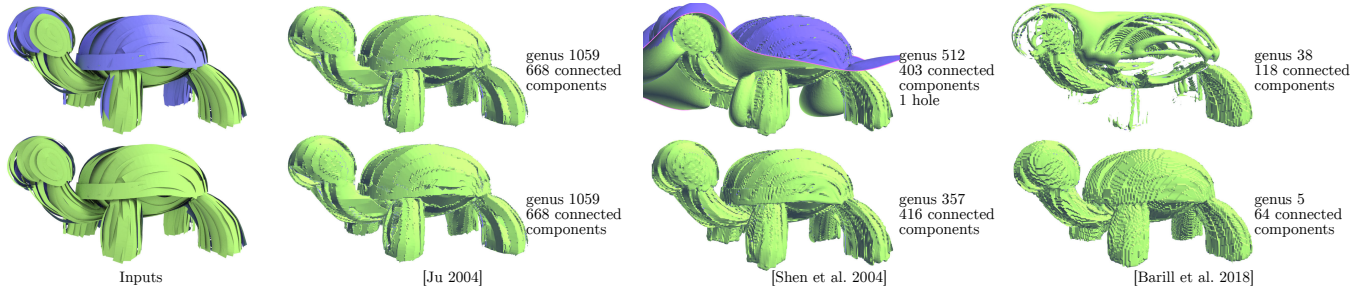 genus 1059
668 connected
components
genus 512
403 connected
components
1 hole
genus 38
118 connected
components
genus 1059
668 connected
components
genus 357
416 connected
components
genus 5
64 connected
components
Inputs
[Ju 2004]
[Shen et al. 2004]
[Barill et al. 2018]